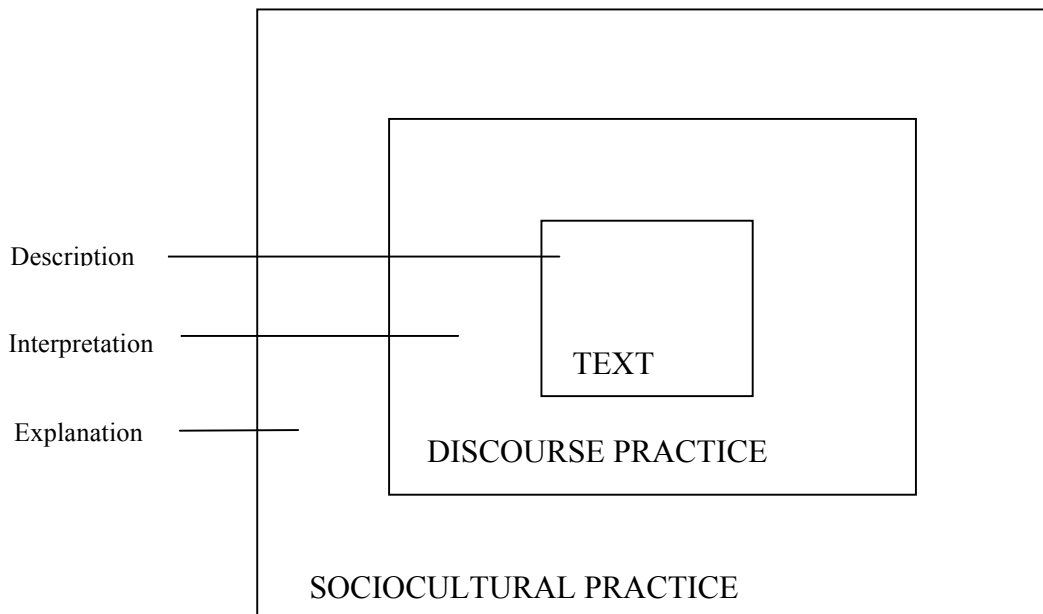 Description
Interpretation
TEXT
Explanation
DISCOURSE PRACTICE
SOCIOCULTURAL PRACTICE